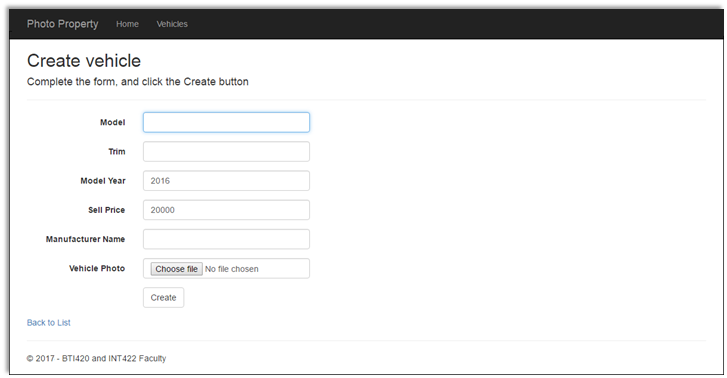 Photo Property Home Vehicles
Create vehicle
Complete the form, and click the Create button
Model
Trim
Model Year 2016
Sell Price 20000
Manufacturer Name
Vehicle Photo Choose file No file chosen
Create
Back to List
© 2017 - BTI420 and INT422 Faculty